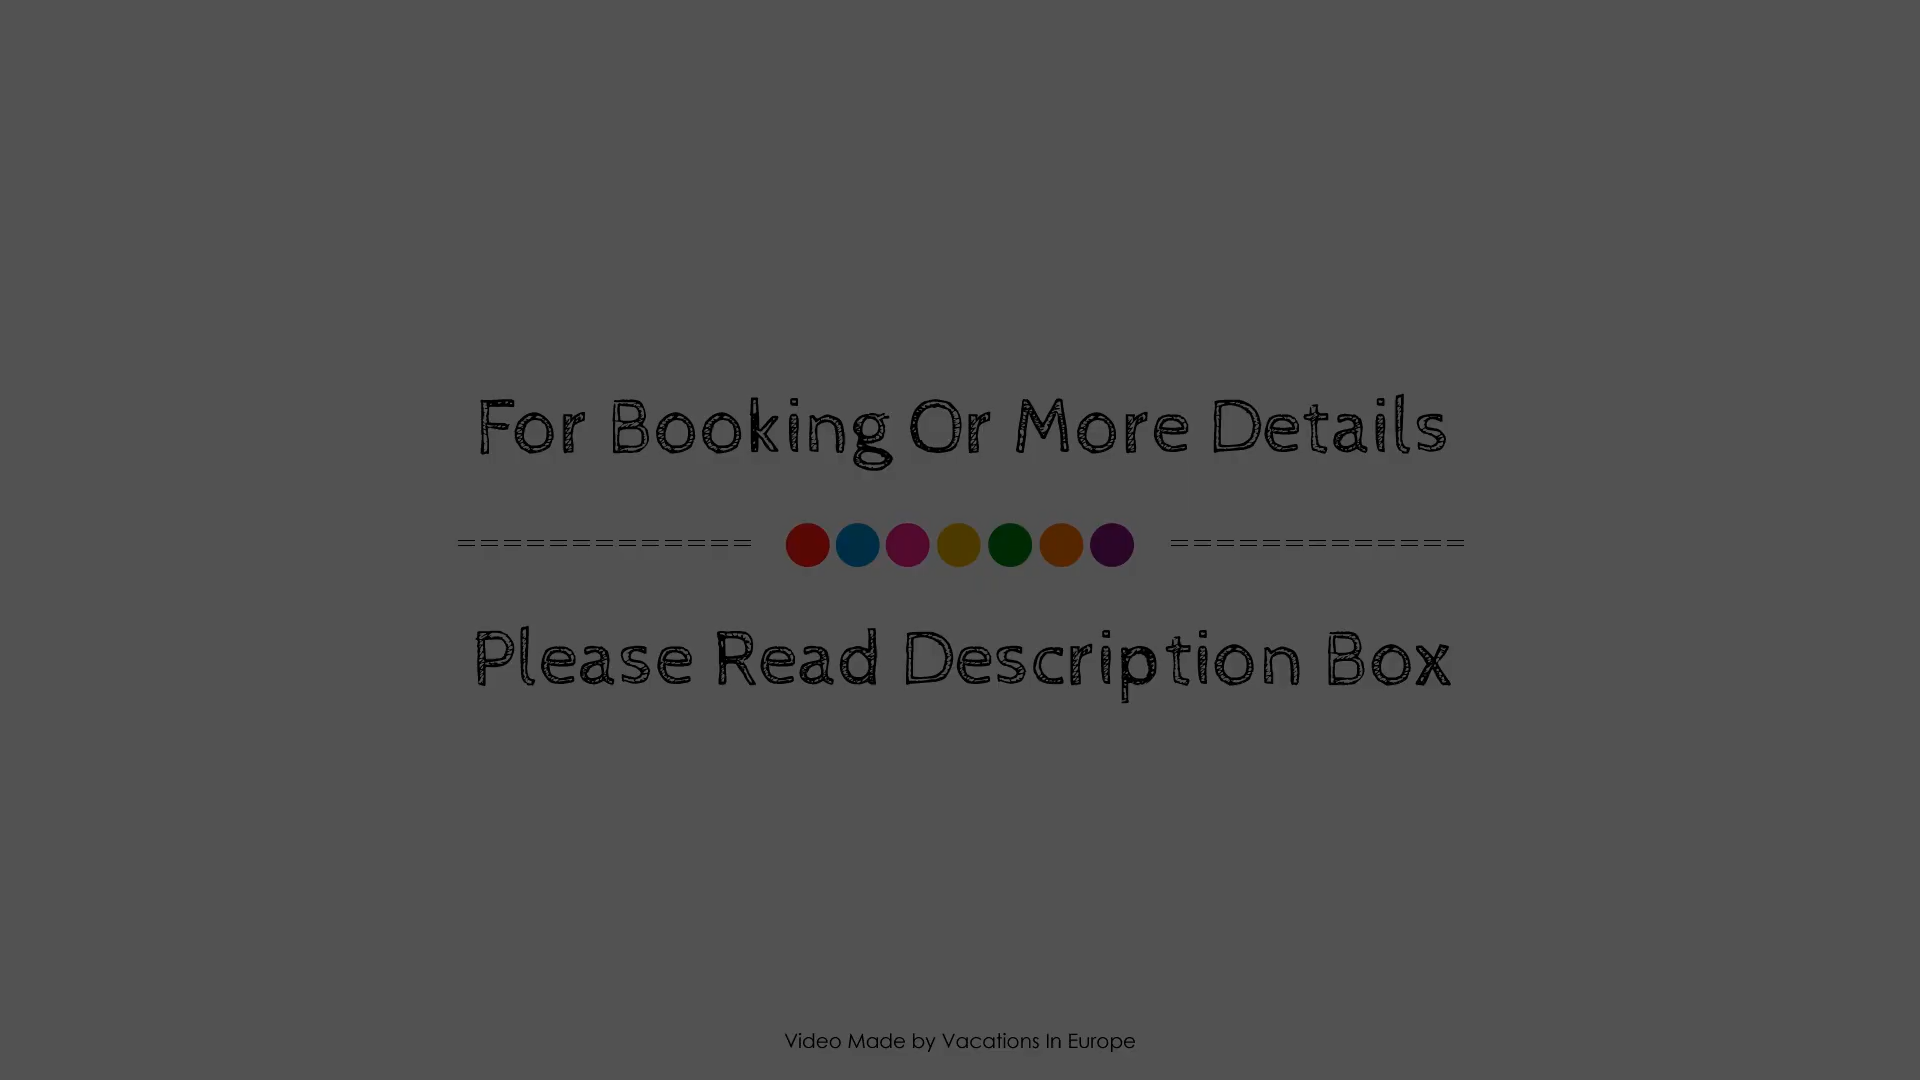 For Booking Or More Details
============= =============
Please Read Description Box
Video Made by Vacations In Europe